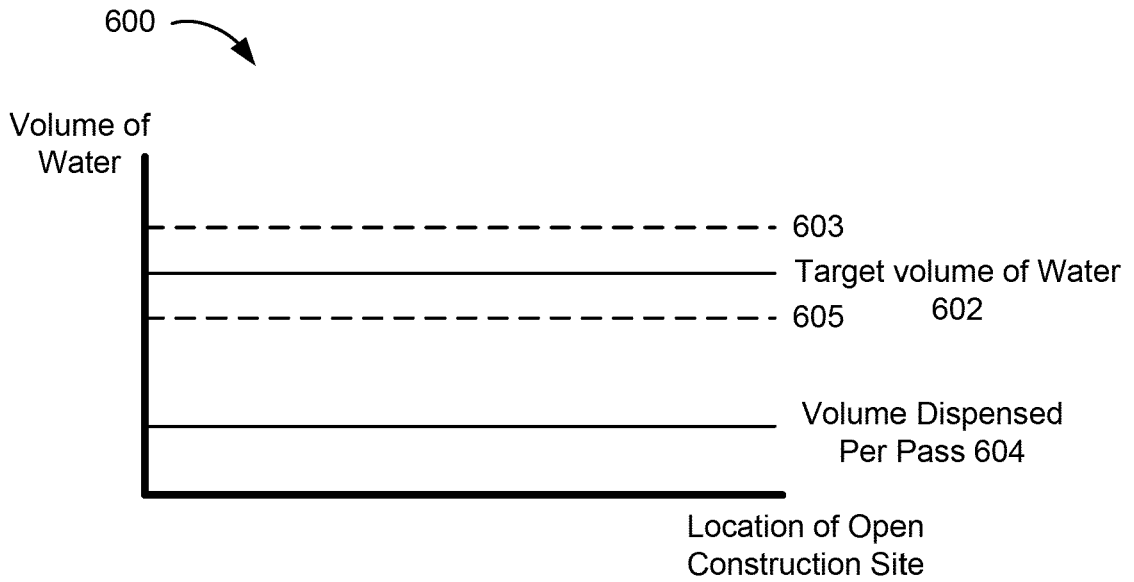 600
Volume of
Water
603
Target volume of Water
602
605
Volume Dispensed
Per Pass 604
Location of Open
Construction Site